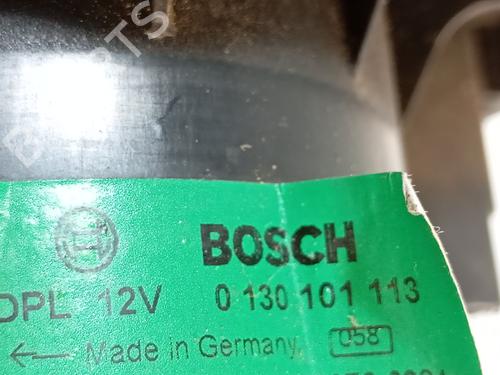 BOSCH
DPL 12V 0 130 101 113
← Made in Germany 058